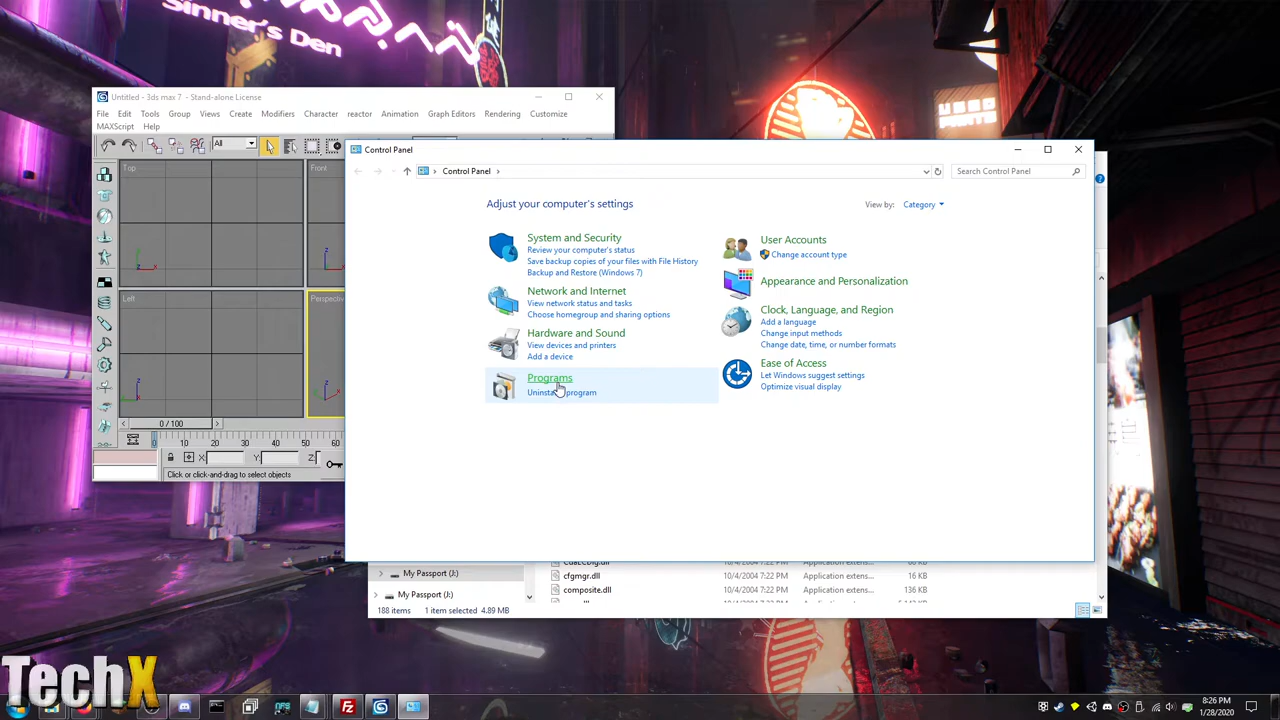 Sinner's Den
USED
PANTS
Untitled - 3ds max 7 - Stand-alone License
File Edit Tools Group Views Create Modifiers Character reactor Animation Graph Editors Rendering Customize
MAXScript Help
All
Top
Front
Left
Perspective
0 / 100
0 10 20 30 40 50 60
X: Y: Z:
Click or click-and-drag to select objects
Control Panel
Control Panel
Search Control Panel
Adjust your computer's settings
View by: Category
System and Security
Review your computer's status
Save backup copies of your files with File History
Backup and Restore (Windows 7)
Network and Internet
View network status and tasks
Choose homegroup and sharing options
Hardware and Sound
View devices and printers
Add a device
Programs
Uninstall a program
User Accounts
Change account type
Appearance and Personalization
Clock, Language, and Region
Add a language
Change input methods
Change date, time, or number formats
Ease of Access
Let Windows suggest settings
Optimize visual display
My Passport (J:)
My Passport (J:)
cfgmgr.dll 10/4/2004 7:22 PM Application extens... 16 KB
composite.dll 10/4/2004 7:22 PM Application extens... 136 KB
188 items 1 item selected 4.89 MB
TechX
8:26 PM
1/28/2020